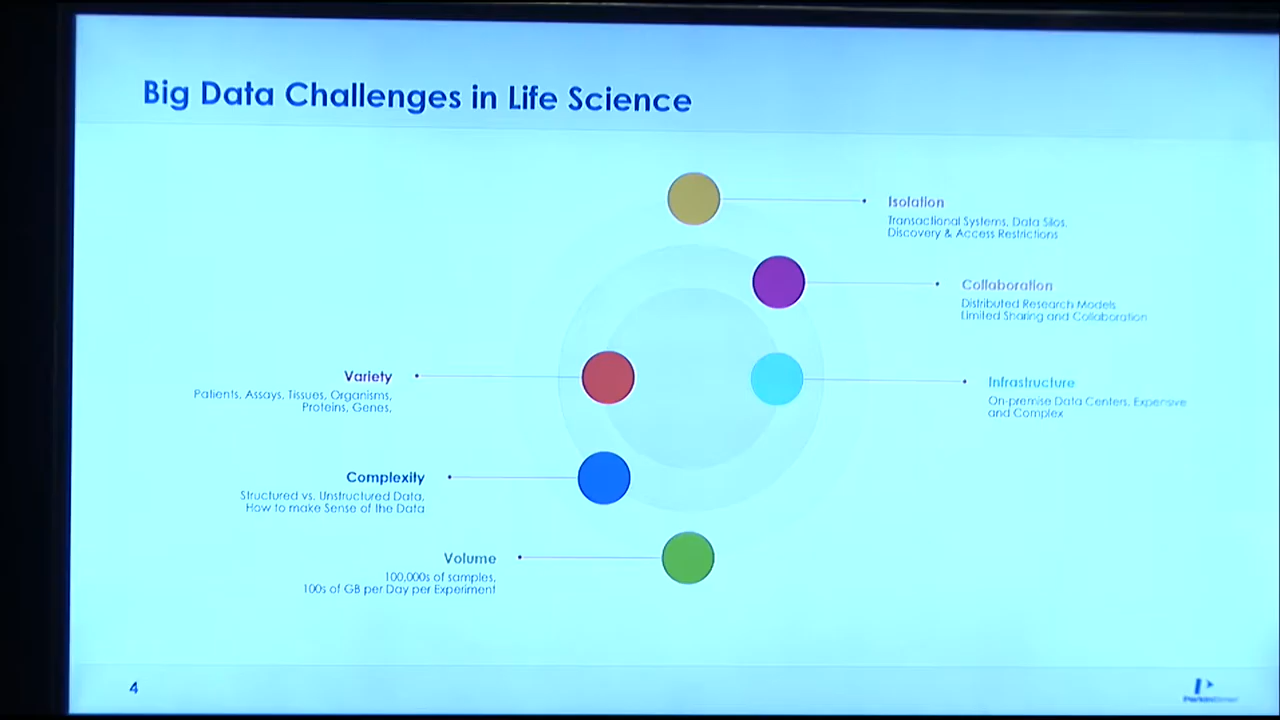 Big Data Challenges in Life Science
Isolation
Transactional Systems, Data Silos,
Discovery & Access Restrictions
Collaboration
Distributed Research Models
Limited Sharing and Collaboration
Infrastructure
On-premise Data Centers, Expensive
and Complex
Variety
Patients, Assays, Tissues, Organisms,
Proteins, Genes,
Complexity
Structured vs. Unstructured Data,
How to make Sense of the Data
Volume
100,000s of samples,
100s of GB per Day per Experiment
4
PerkinElmer